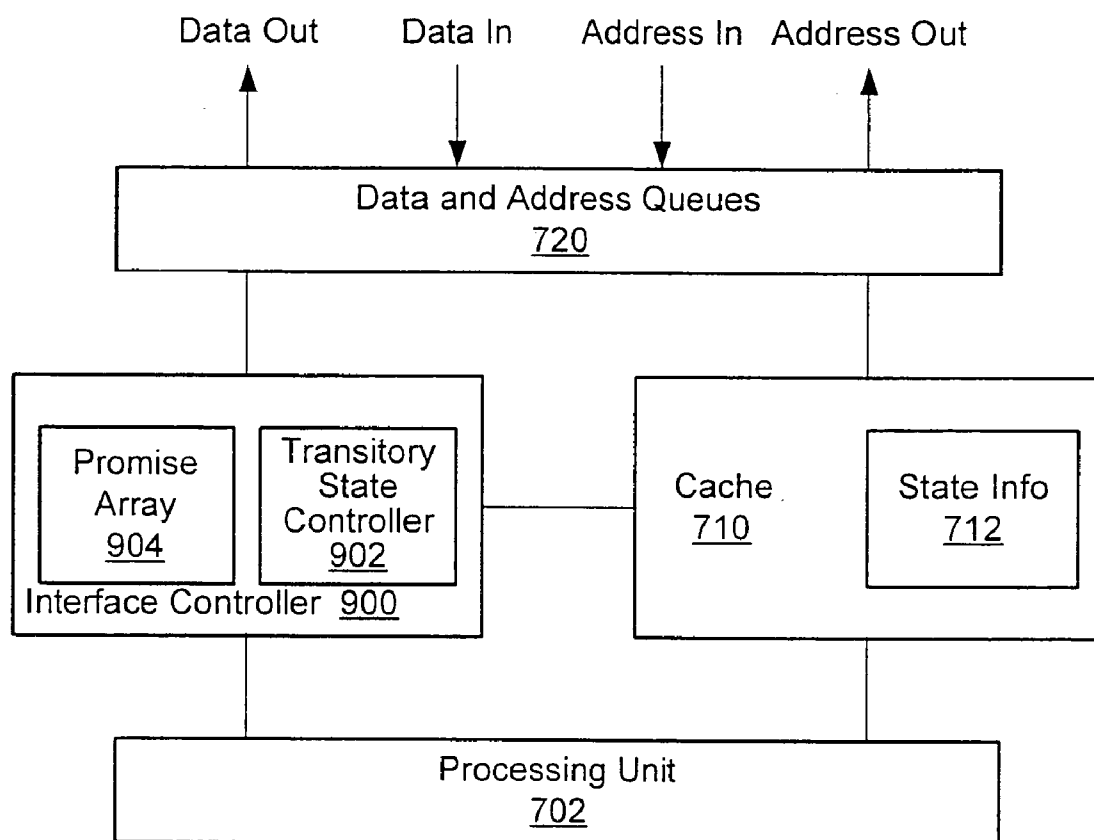 Data Out Data In Address In Address Out
Data and Address Queues
720
Promise
Array
904
Transitory
State
Controller
902
Interface Controller 900
Cache
710
State Info
712
Processing Unit
702